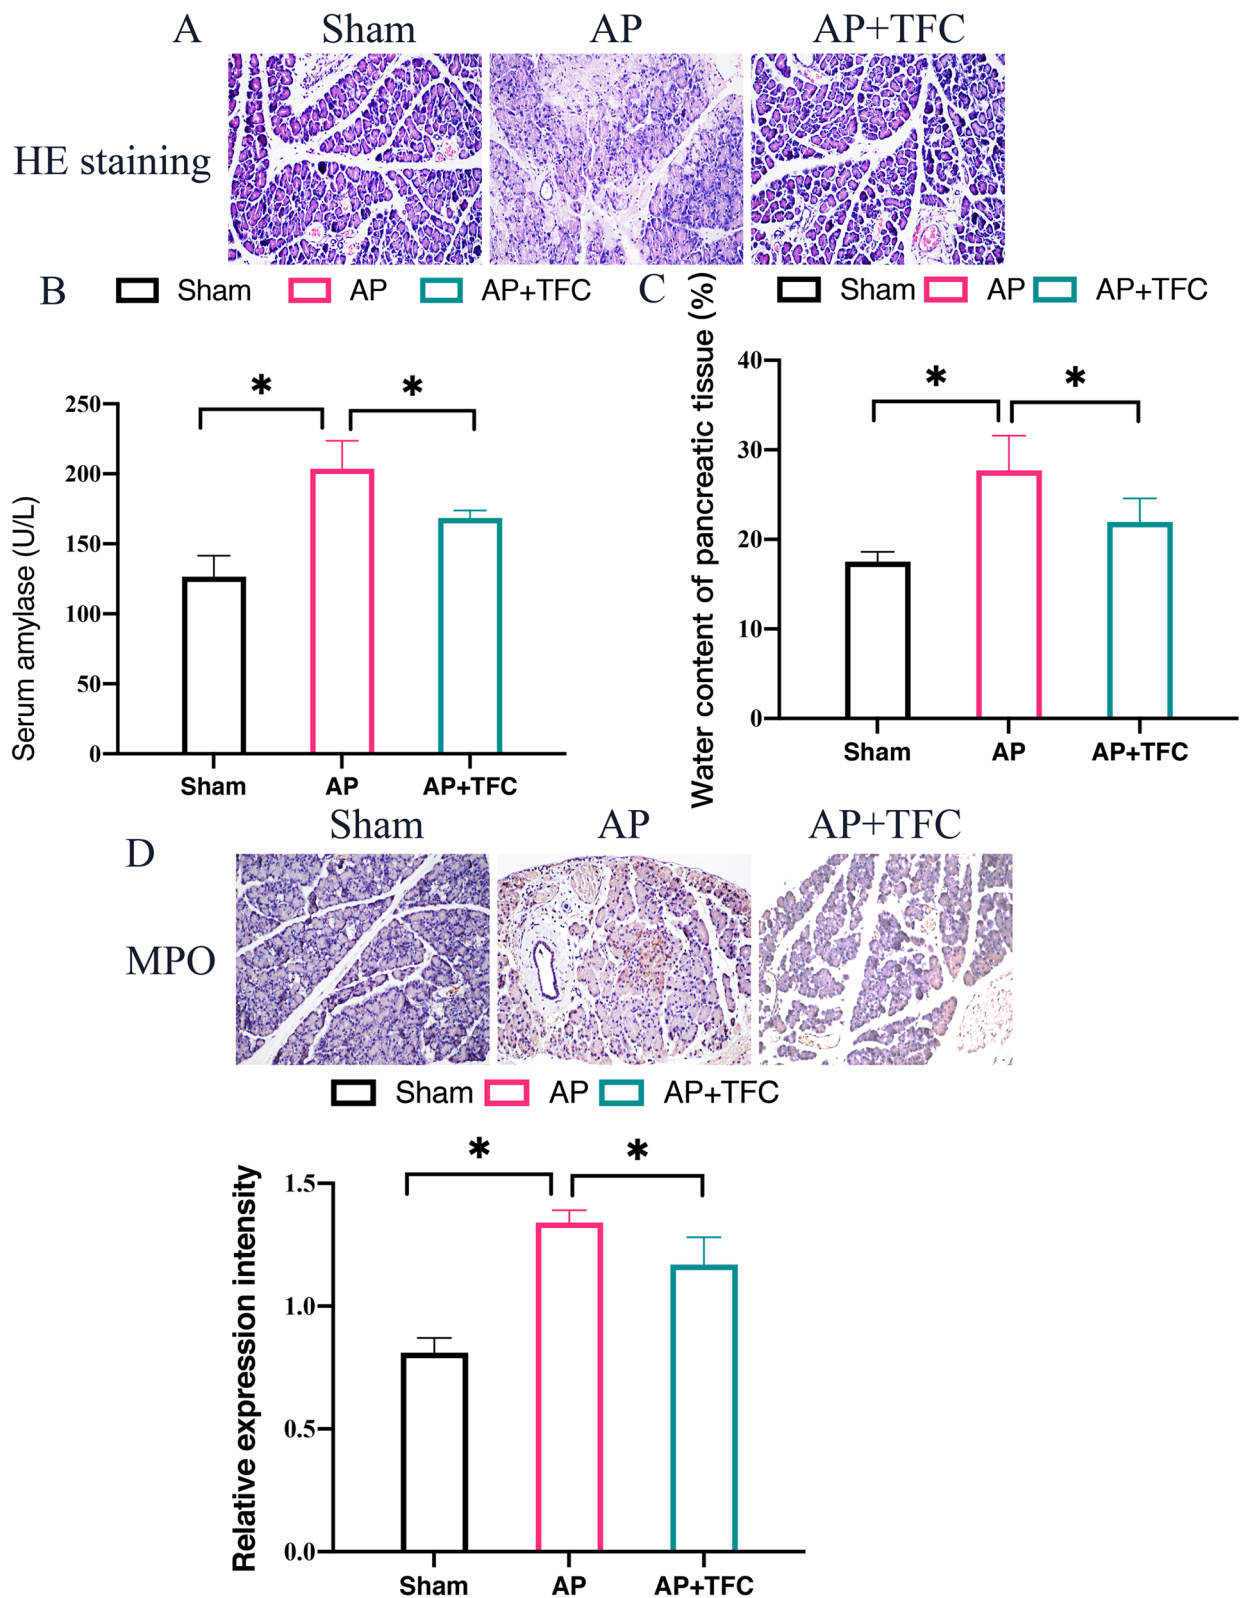 A Sham AP AP+TFC
HE staining
B Sham AP AP+TFC
Serum amylase (U/L)
250
200
150
100
50
0
* *
Sham AP AP+TFC
C Sham AP AP+TFC
Water content of pancreatic tissue (%)
40
30
20
10
0
* *
Sham AP AP+TFC
D Sham AP AP+TFC
MPO
Sham AP AP+TFC
Relative expression intensity
1.5
1.0
0.5
0.0
* *
Sham AP AP+TFC